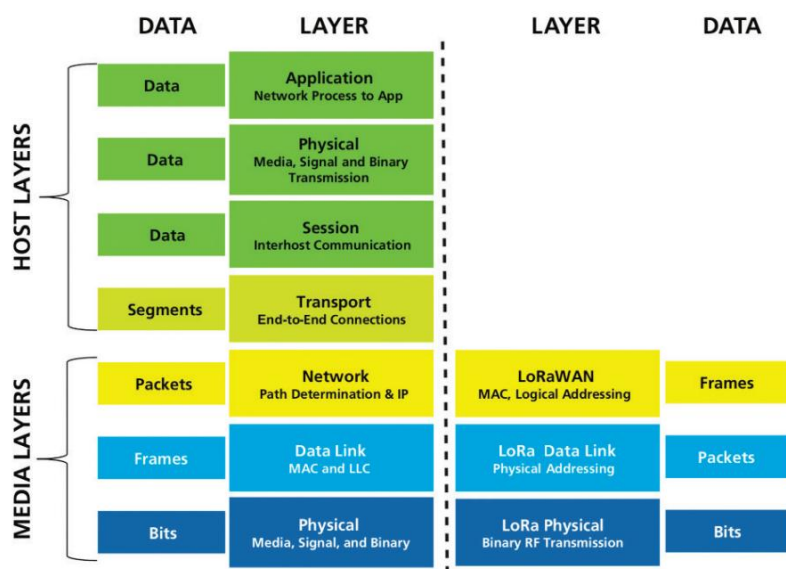 DATA LAYER LAYER DATA
HOST LAYERS
Data
Application
Network Process to App
Data
Physical
Media, Signal and Binary
Transmission
Data
Session
Interhost Communication
Segments
Transport
End-to-End Connections
MEDIA LAYERS
Packets
Network
Path Determination & IP
LoRaWAN
MAC, Logical Addressing
Frames
Frames
Data Link
MAC and LLC
LoRa Data Link
Physical Addressing
Packets
Bits
Physical
Media, Signal, and Binary
LoRa Physical
Binary RF Transmission
Bits